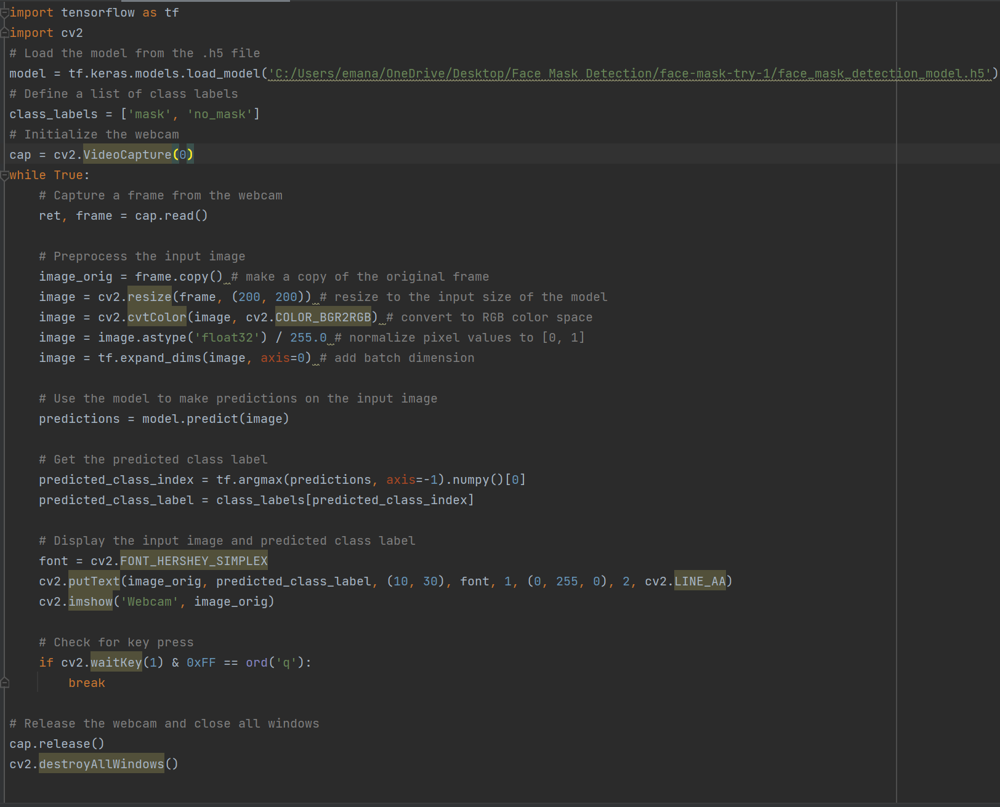 import tensorflow as tf
import cv2
# Load the model from the .h5 file
model = tf.keras.models.load_model('C:/Users/emana/OneDrive/Desktop/Face Mask Detection/face-mask-try-1/face_mask_detection_model.h5')
# Define a list of class labels
class_labels = ['mask', 'no_mask']
# Initialize the webcam
cap = cv2.VideoCapture(0)
while True:
    # Capture a frame from the webcam
    ret, frame = cap.read()

    # Preprocess the input image
    image_orig = frame.copy() # make a copy of the original frame
    image = cv2.resize(frame, (200, 200)) # resize to the input size of the model
    image = cv2.cvtColor(image, cv2.COLOR_BGR2RGB) # convert to RGB color space
    image = image.astype('float32') / 255.0 # normalize pixel values to [0, 1]
    image = tf.expand_dims(image, axis=0) # add batch dimension

    # Use the model to make predictions on the input image
    predictions = model.predict(image)

    # Get the predicted class label
    predicted_class_index = tf.argmax(predictions, axis=-1).numpy()[0]
    predicted_class_label = class_labels[predicted_class_index]

    # Display the input image and predicted class label
    font = cv2.FONT_HERSHEY_SIMPLEX
    cv2.putText(image_orig, predicted_class_label, (10, 30), font, 1, (0, 255, 0), 2, cv2.LINE_AA)
    cv2.imshow('Webcam', image_orig)

    # Check for key press
    if cv2.waitKey(1) & 0xFF == ord('q'):
        break

# Release the webcam and close all windows
cap.release()
cv2.destroyAllWindows()